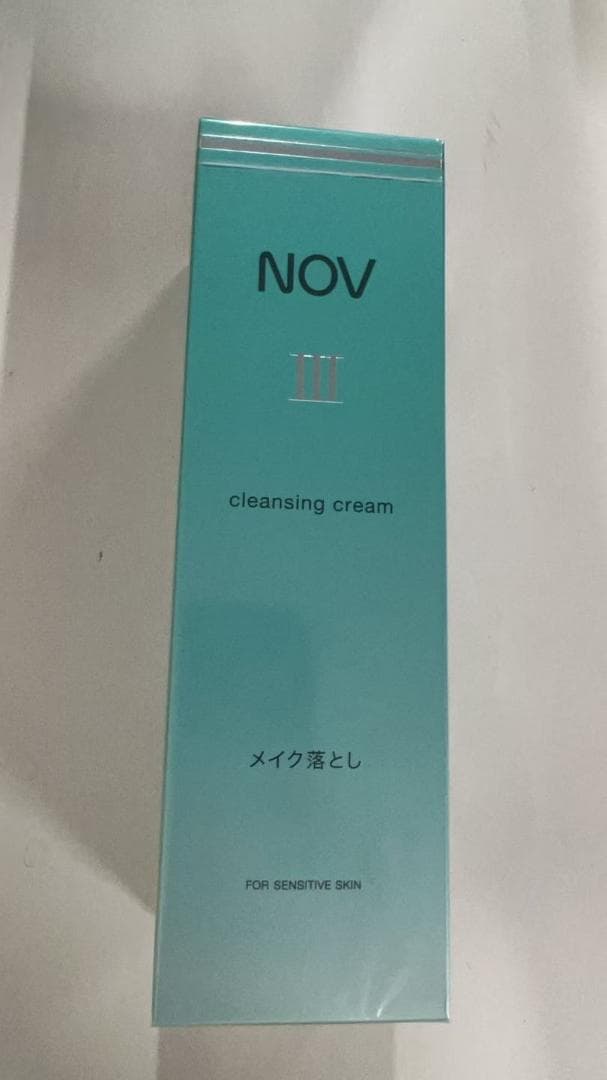 NOV
III
cleansing cream
メイク落とし
FOR SENSITIVE SKIN